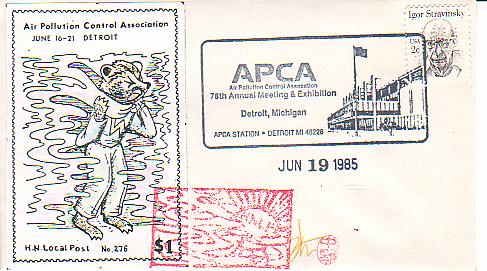 Air Pollution Control Association
JUNE 16-21 DETROIT
H.N. Local Post No. 276
$1
APCA
Air Pollution Control Association
78th Annual Meeting & Exhibition
Detroit, Michigan
APCA STATION • DETROIT MI 48226
JUN 19 1985
Igor Stravinsky
USA
2c